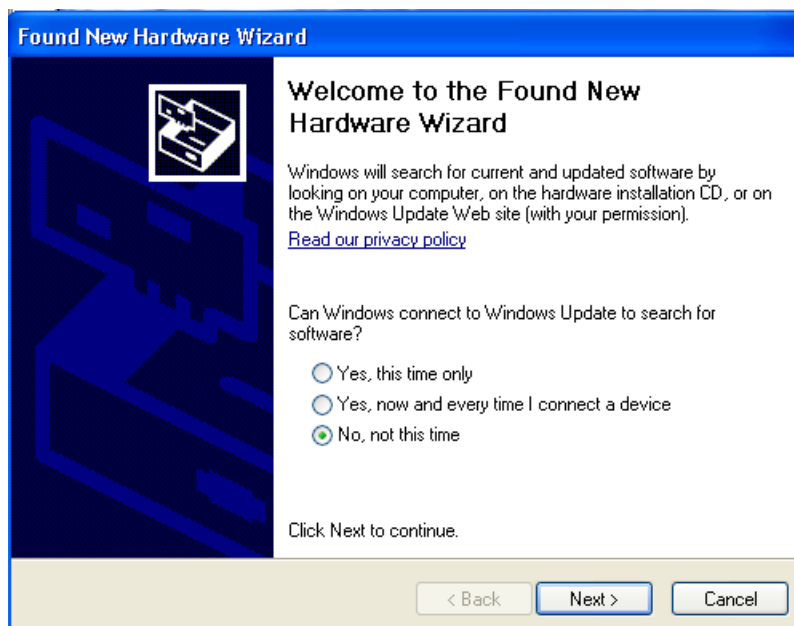 Found New Hardware Wizard
Welcome to the Found New
Hardware Wizard
Windows will search for current and updated software by
looking on your computer, on the hardware installation CD, or on
the Windows Update Web site (with your permission).
Read our privacy policy
Can Windows connect to Windows Update to search for
software?
Yes, this time only
Yes, now and every time I connect a device
No, not this time
Click Next to continue.
< Back
Next >
Cancel